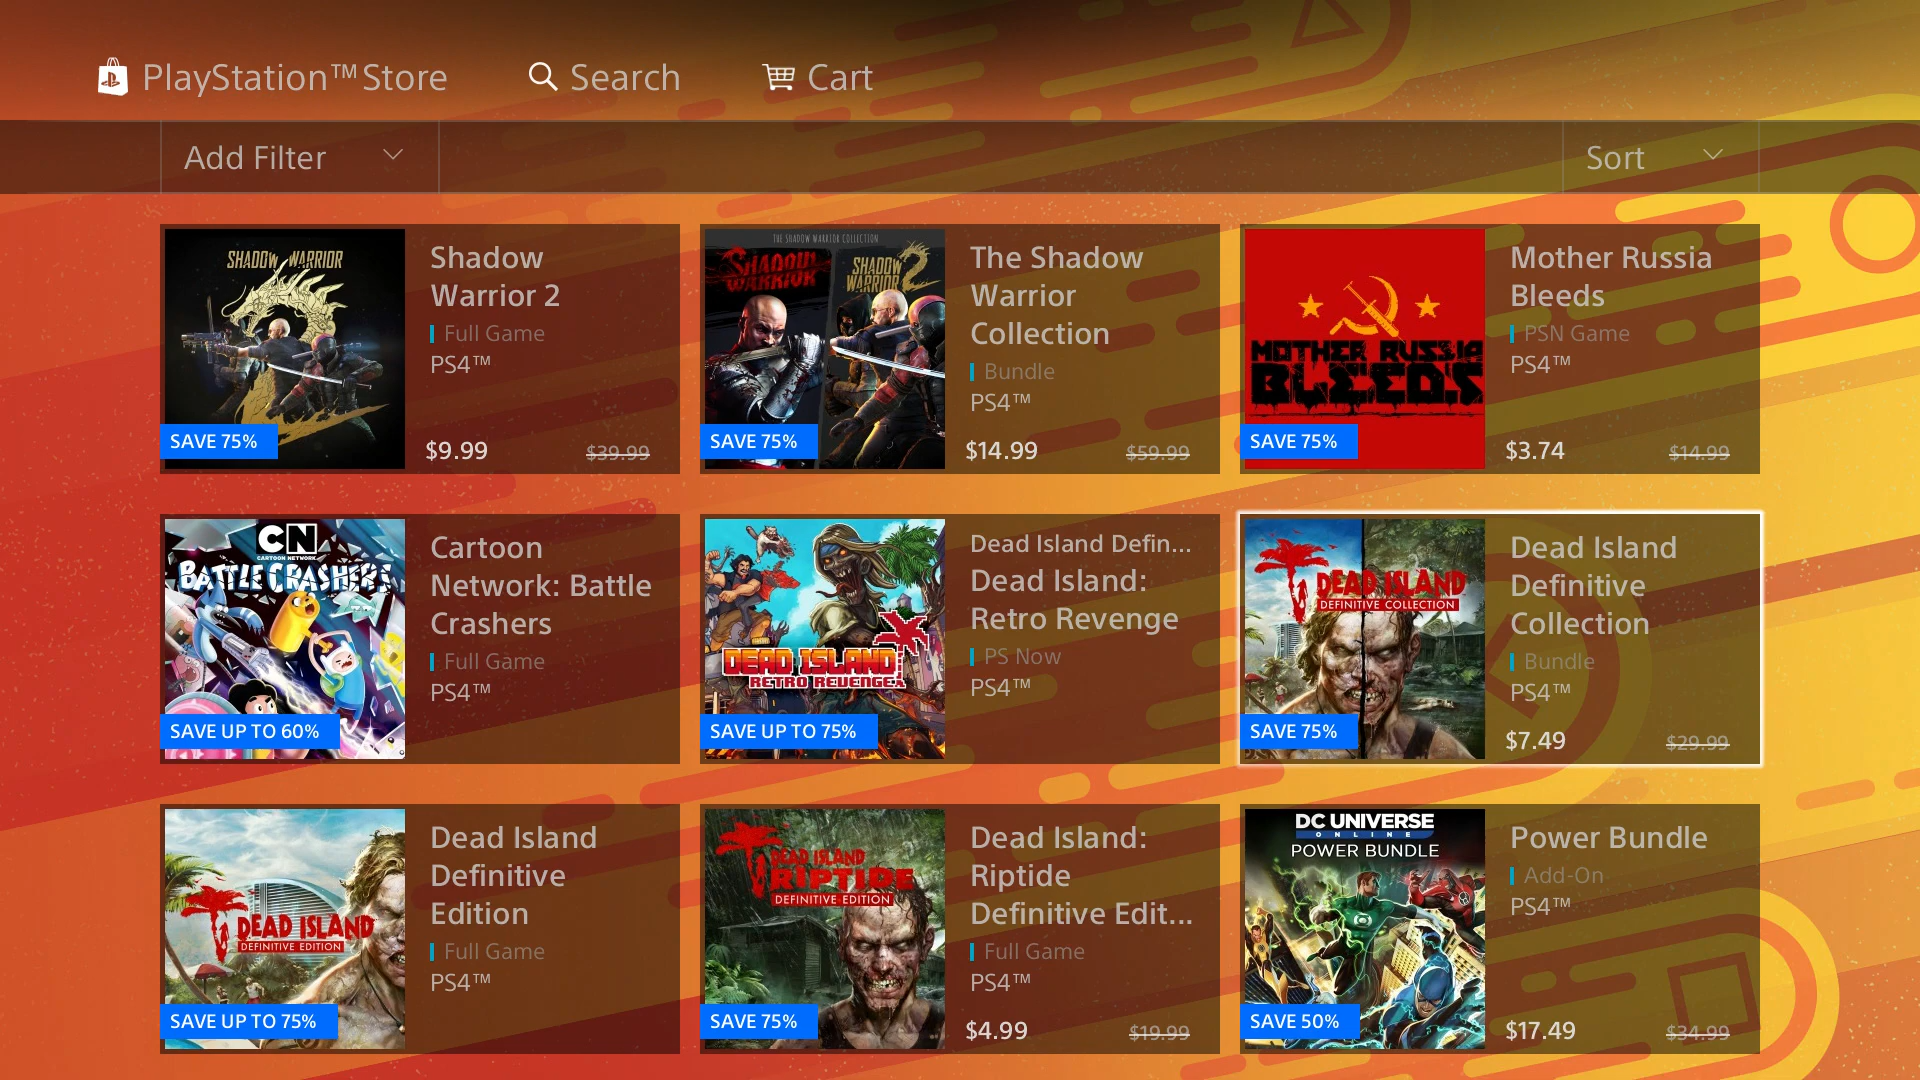 PlayStation™Store
Search
Cart
Add Filter
Sort
SHADOW WARRIOR
2
SAVE 75%
Shadow
Warrior 2
Full Game
PS4™
$9.99 $39.99
THE SHADOW WARRIOR COLLECTION
SHADOW
WARRIOR
SHADOW
WARRIOR 2
SAVE 75%
The Shadow
Warrior
Collection
Bundle
PS4™
$14.99 $59.99
MOTHER RUSSIA
BLEEDS
SAVE 75%
Mother Russia
Bleeds
PSN Game
PS4™
$3.74 $14.99
CN
CARTOON NETWORK
BATTLE CRASHERS
SAVE UP TO 60%
Cartoon
Network: Battle
Crashers
Full Game
PS4™
DEAD ISLAND
RETRO REVENGE
SAVE UP TO 75%
Dead Island Defin...
Dead Island:
Retro Revenge
PS Now
PS4™
DEAD ISLAND
DEFINITIVE COLLECTION
SAVE 75%
Dead Island
Definitive
Collection
Bundle
PS4™
$7.49 $29.99
DEAD ISLAND
DEFINITIVE EDITION
SAVE UP TO 75%
Dead Island
Definitive
Edition
Full Game
PS4™
DEAD ISLAND
RIPTIDE
DEFINITIVE EDITION
SAVE 75%
Dead Island:
Riptide
Definitive Edit...
Full Game
PS4™
$4.99 $19.99
DC UNIVERSE
ONLINE
POWER BUNDLE
SAVE 50%
Power Bundle
Add-On
PS4™
$17.49 $34.99